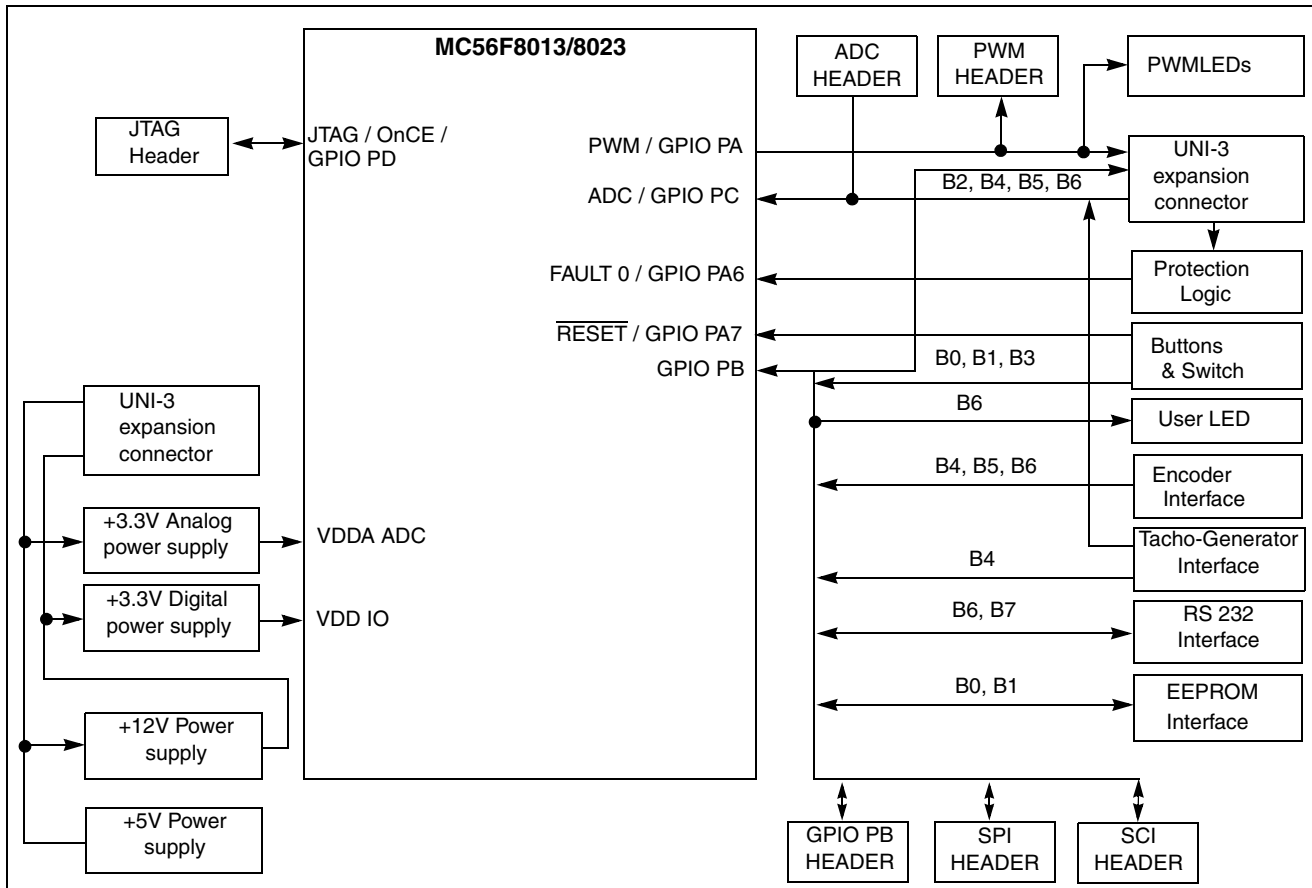 MC56F8013/8023
ADC
HEADER
PWM
HEADER
PWMLEDs
JTAG
Header
JTAG / OnCE /
GPIO PD
PWM / GPIO PA
UNI-3
expansion
connector
B2, B4, B5, B6
ADC / GPIO PC
FAULT 0 / GPIO PA6
Protection
Logic
RESET / GPIO PA7
Buttons
& Switch
GPIO PB
B0, B1, B3
B6
User LED
UNI-3
expansion
connector
B4, B5, B6
Encoder
Interface
+3.3V Analog
power supply
VDDA ADC
Tacho-Generator
Interface
B4
+3.3V Digital
power supply
VDD IO
B6, B7
RS 232
Interface
B0, B1
EEPROM
Interface
+12V Power
supply
+5V Power
supply
GPIO PB
HEADER
SPI
HEADER
SCI
HEADER